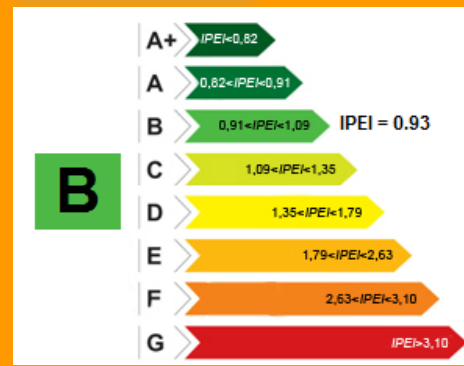 A+ IPEI<0,82
A 0,82<IPEI<0,91
B 0,91<IPEI<1,09 IPEI = 0.93
B
C 1,09<IPEI<1,35
D 1,35<IPEI<1,79
E 1,79<IPEI<2,63
F 2,63<IPEI<3,10
G IPEI>3,10